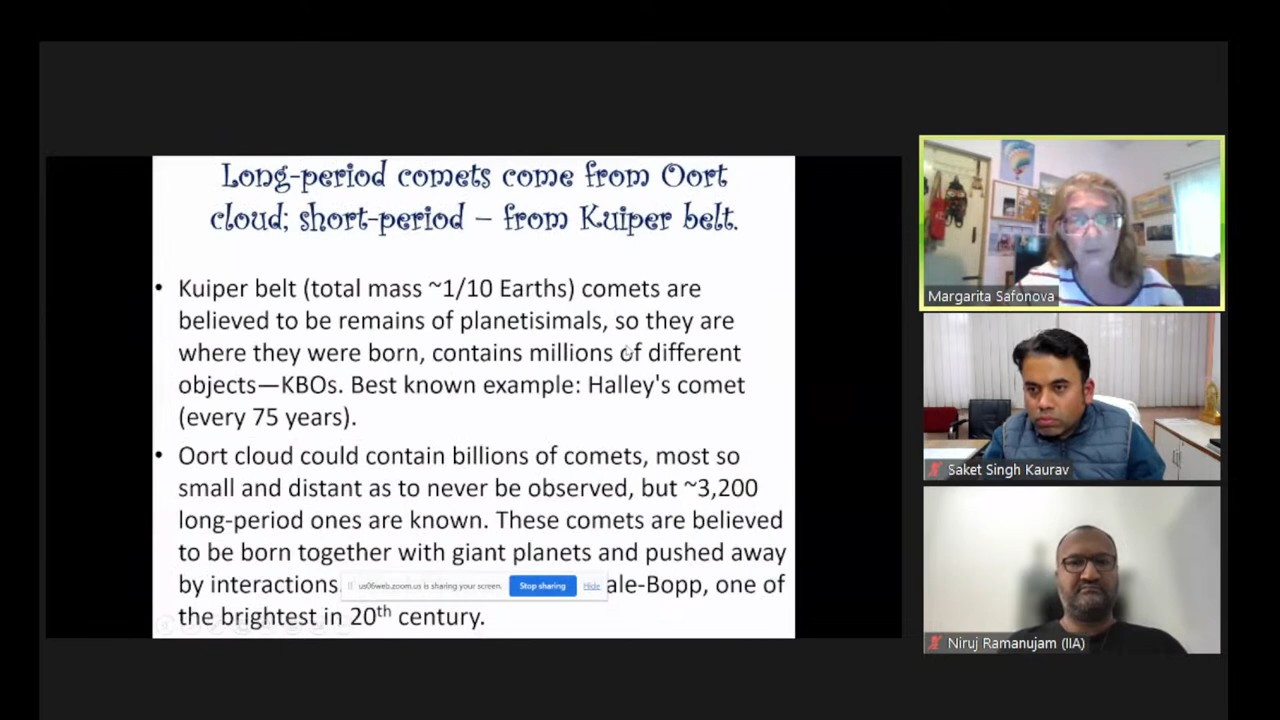 Long-period comets come from Oort
cloud; short-period – from Kuiper belt.
• Kuiper belt (total mass ~1/10 Earths) comets are
believed to be remains of planetisimals, so they are
where they were born, contains millions of different
objects—KBOs. Best known example: Halley's comet
(every 75 years).
• Oort cloud could contain billions of comets, most so
small and distant as to never be observed, but ~3,200
long-period ones are known. These comets are believed
to be born together with giant planets and pushed away
by interactions. ale-Bopp, one of
us06web.zoom.us is sharing your screen. Stop sharing Hide
the brightest in 20th century.
Margarita Safonova
Saket Singh Kaurav
Niruj Ramanujam (IIA)